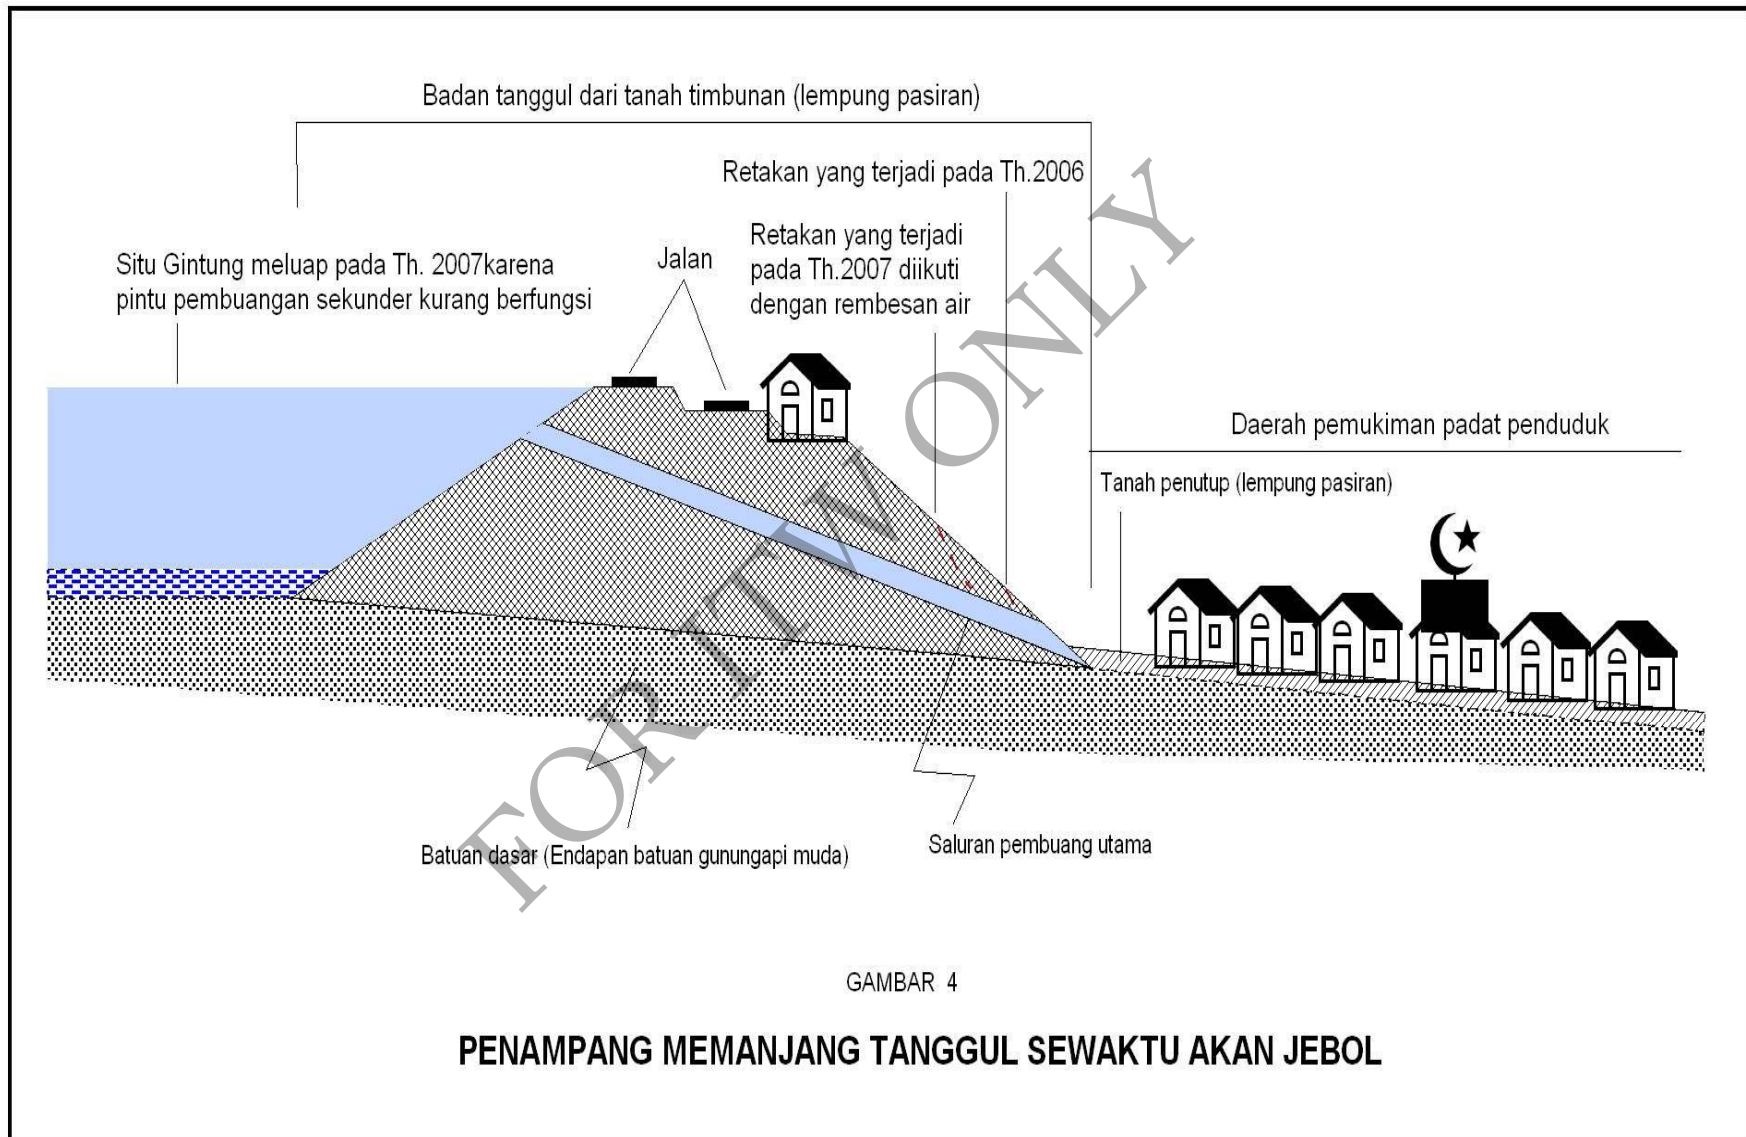 Badan tanggul dari tanah timbunan (lempung pasiran)
Retakan yang terjadi pada Th.2006
Situ Gintung meluap pada Th. 2007karena
pintu pembuangan sekunder kurang berfungsi
Jalan
Retakan yang terjadi
pada Th.2007 diikuti
dengan rembesan air
Daerah pemukiman padat penduduk
Tanah penutup (lempung pasiran)
Batuan dasar (Endapan batuan gunungapi muda)
Saluran pembuang utama
FOR ITW ONLY
GAMBAR 4
PENAMPANG MEMANJANG TANGGUL SEWAKTU AKAN JEBOL